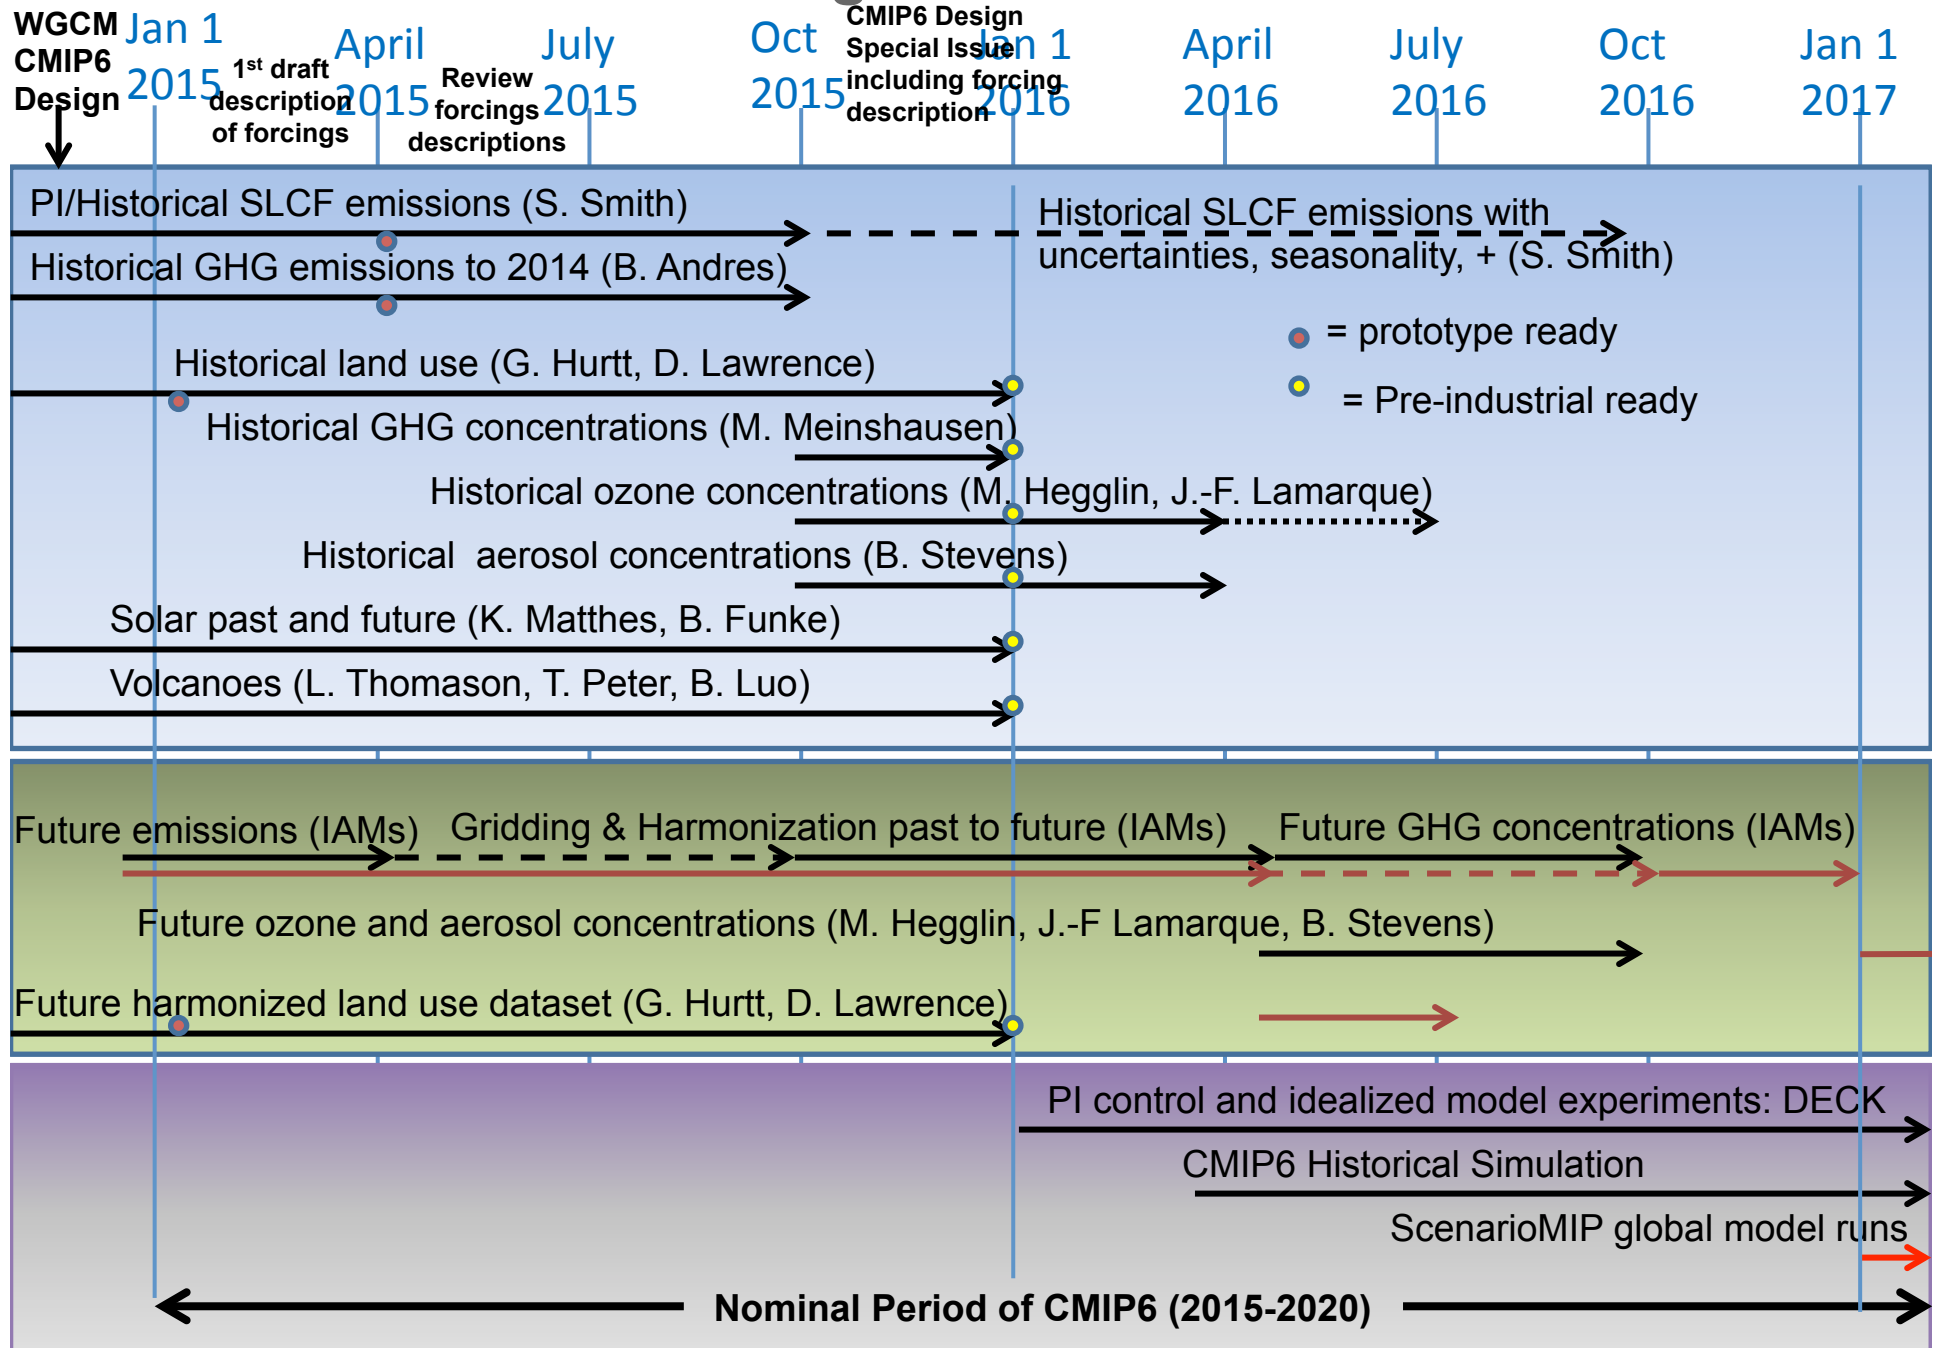 WGCM
CMIP6
Design
Jan 1
2015
1st draft
description
of forcings
April
2015
Review
forcings
descriptions
July
2015
Oct
2015
CMIP6 Design
Special Issue
including forcing
description
Jan 1
2016
April
2016
July
2016
Oct
2016
Jan 1
2017
PI/Historical SLCF emissions (S. Smith)
Historical SLCF emissions with
uncertainties, seasonality, + (S. Smith)
Historical GHG emissions to 2014 (B. Andres)
= prototype ready
Historical land use (G. Hurtt, D. Lawrence)
= Pre-industrial ready
Historical GHG concentrations (M. Meinshausen)
Historical ozone concentrations (M. Hegglin, J.-F. Lamarque)
Historical aerosol concentrations (B. Stevens)
Solar past and future (K. Matthes, B. Funke)
Volcanoes (L. Thomason, T. Peter, B. Luo)
Future emissions (IAMs)
Gridding & Harmonization past to future (IAMs)
Future GHG concentrations (IAMs)
Future ozone and aerosol concentrations (M. Hegglin, J.-F Lamarque, B. Stevens)
Future harmonized land use dataset (G. Hurtt, D. Lawrence)
PI control and idealized model experiments: DECK
CMIP6 Historical Simulation
ScenarioMIP global model runs
Nominal Period of CMIP6 (2015-2020)